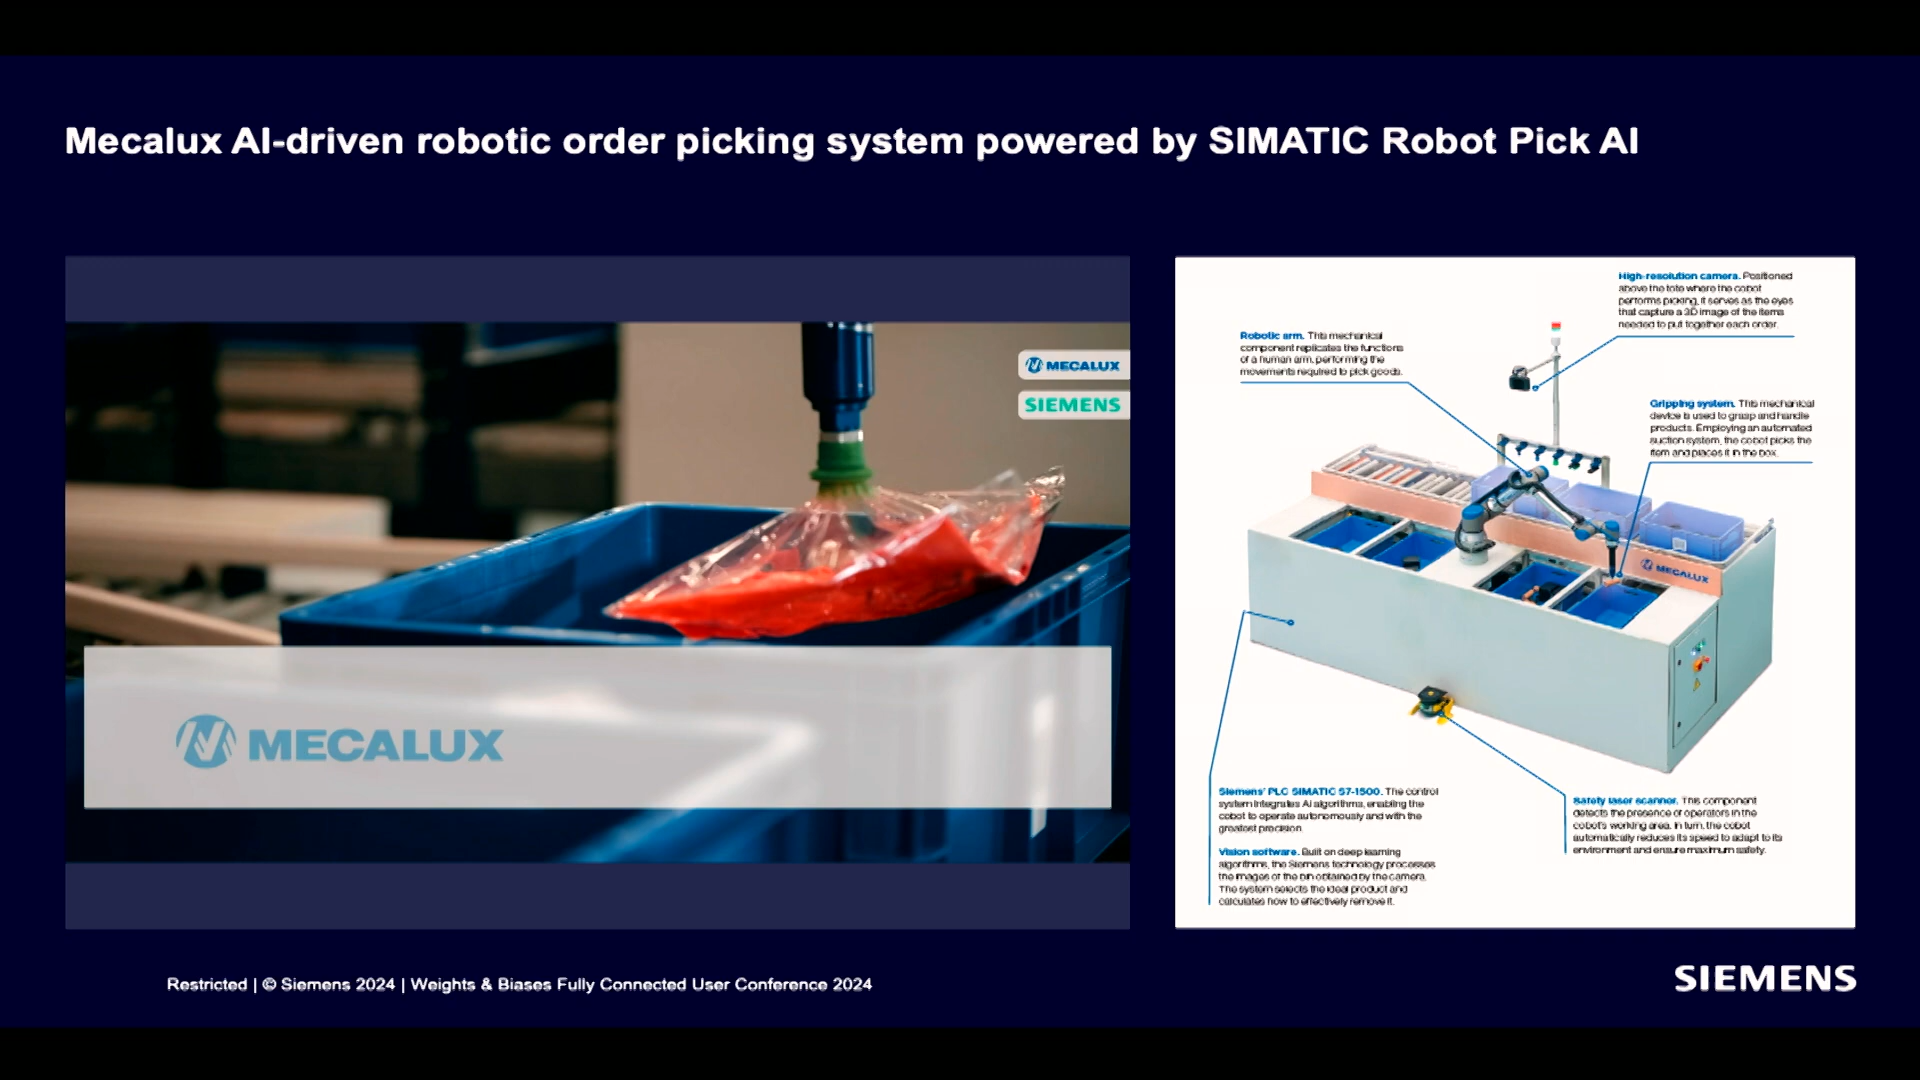 Mecalux AI-driven robotic order picking system powered by SIMATIC Robot Pick AI
MECALUX
SIEMENS
MECALUX
High-resolution camera. Positioned
above the tote where the cobot
performs picking, it serves as the eyes
that capture a 3D image of the items
needed to put together each order.
Robotic arm. This mechanical
component replicates the functions
of a human arm, performing the
movements required to pick goods.
Gripping system. This mechanical
device is used to grasp and handle
products. Employing an automated
suction system, the cobot picks the
item and places it in the box.
MECALUX
Siemens' PLC SIMATIC S7-1500. The control
system integrates AI algorithms, enabling the
cobot to operate autonomously and with the
greatest precision.
Vision software. Built on deep learning
algorithms, the Siemens technology processes
the images of the bin obtained by the camera.
The system selects the ideal product and
calculates how to effectively remove it.
Safety laser scanner. This component
detects the presence of operators in the
cobot's working area. In turn, the cobot
automatically reduces its speed to adapt to its
environment and ensure maximum safety.
Restricted | © Siemens 2024 | Weights & Biases Fully Connected User Conference 2024
SIEMENS